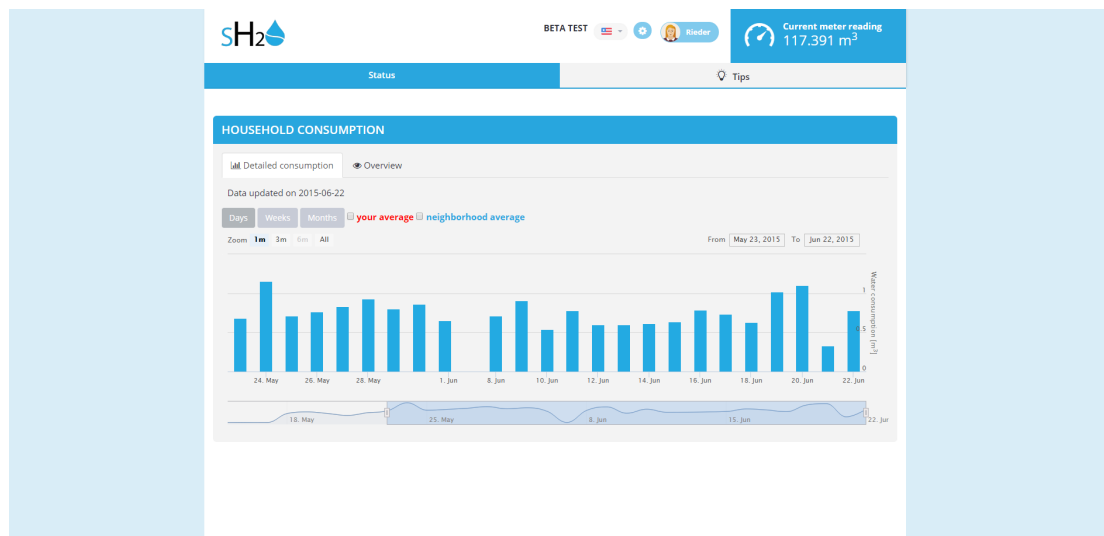 SH2O
BETA TEST
Rieder
Current meter reading
117.391 m³
Status
Tips
HOUSEHOLD CONSUMPTION
Detailed consumption
Overview
Data updated on 2015-06-22
Days Weeks Months your average neighborhood average
Zoom 1m 3m 6m All From May 23, 2015 To Jun 22, 2015
Water consumption [m³]
1
0.5
0
24. May 26. May 28. May 1. Jun 8. Jun 10. Jun 12. Jun 14. Jun 16. Jun 18. Jun 20. Jun 22. Jun
18. May 25. May 8. Jun 15. Jun 22. Jun